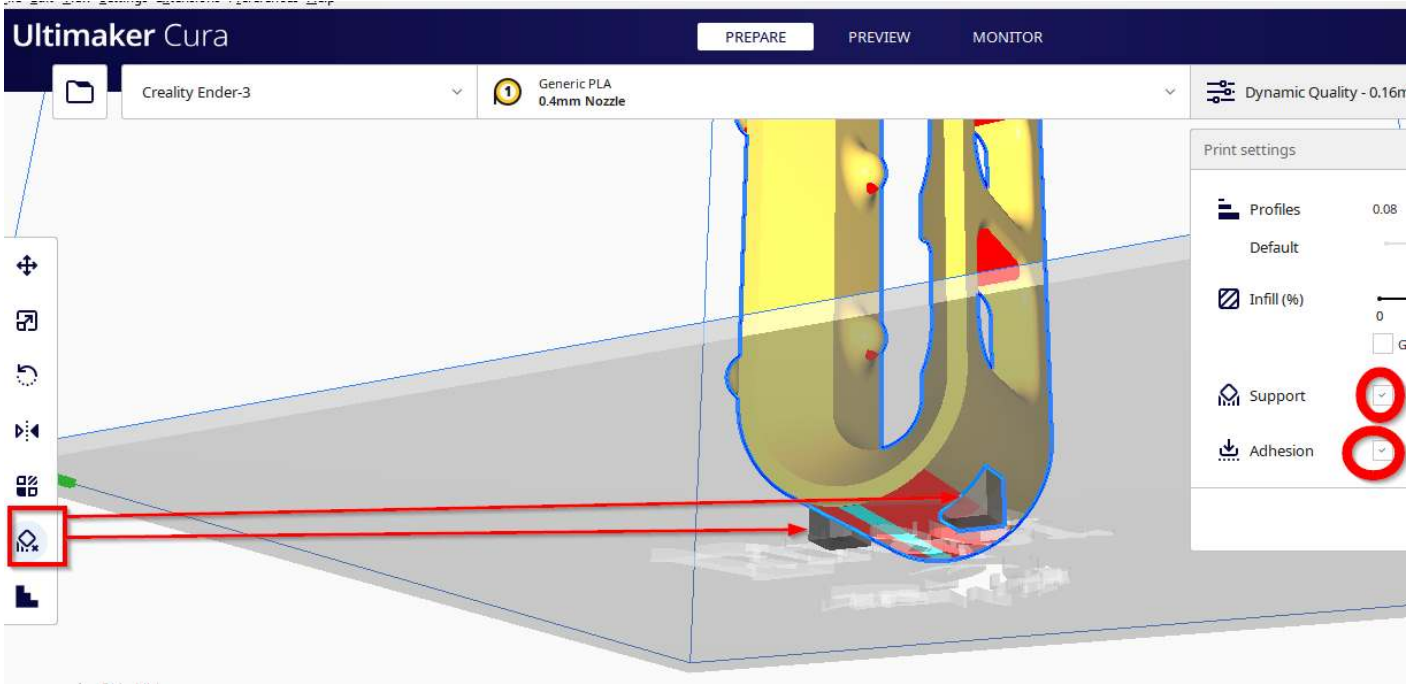 Ultimaker Cura
PREPARE
PREVIEW
MONITOR
Creality Ender-3
1
Generic PLA
0.4mm Nozzle
Dynamic Quality - 0.16m
Print settings
Profiles
0.08
Default
Infill (%)
0
G
Support
Adhesion